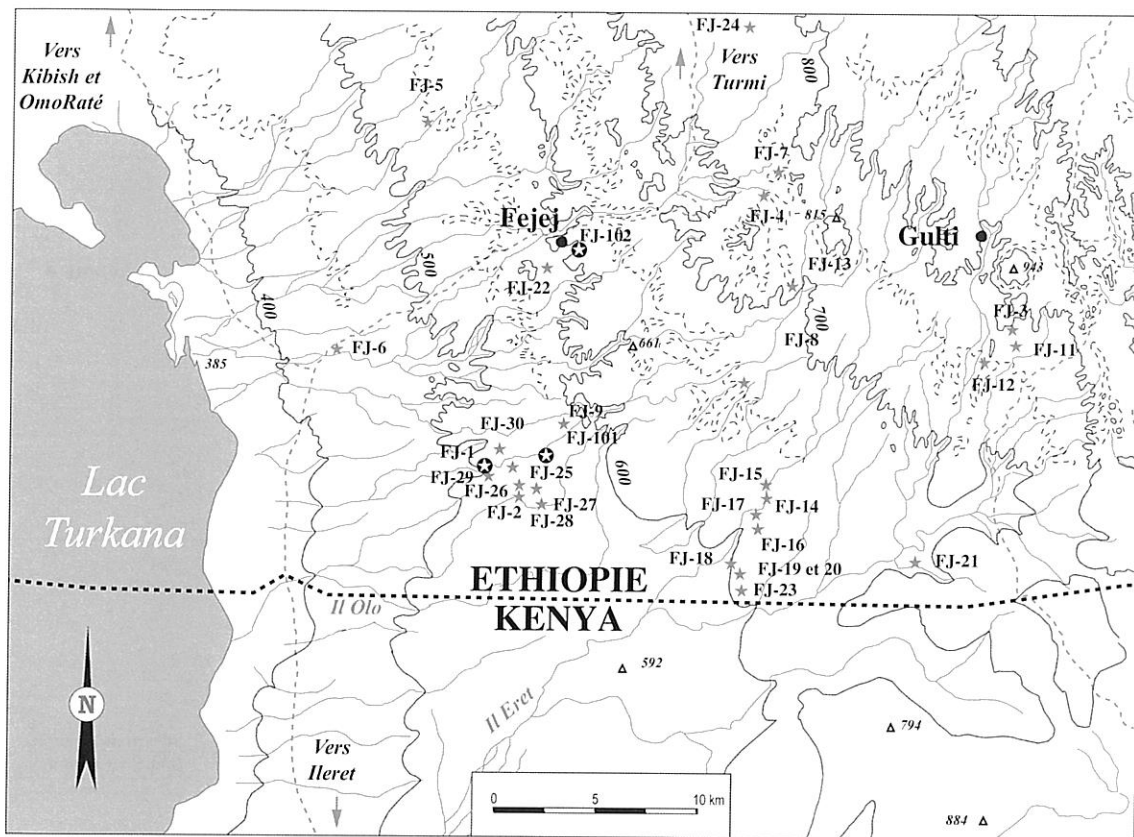 Vers
Kibish et
OmoRaté
FJ-24
Vers
Turmi
800
FJ-5
FJ-7
FJ-4
815
Fejej
FJ-102
Gulti
943
500
FJ-22
FJ-13
400
FJ-3
700
FJ-8
FJ-11
661
FJ-6
385
FJ-12
FJ-9
FJ-30
FJ-101
FJ-1
600
FJ-29
FJ-25
FJ-15
FJ-26
FJ-27
FJ-17
FJ-14
FJ-2
FJ-28
FJ-16
Lac
Turkana
FJ-18
FJ-19 et 20
FJ-21
ETHIOPIE
FJ-23
Il Olo
KENYA
592
N
Il Eret
794
Vers
Ileret
0 5 10 km
884